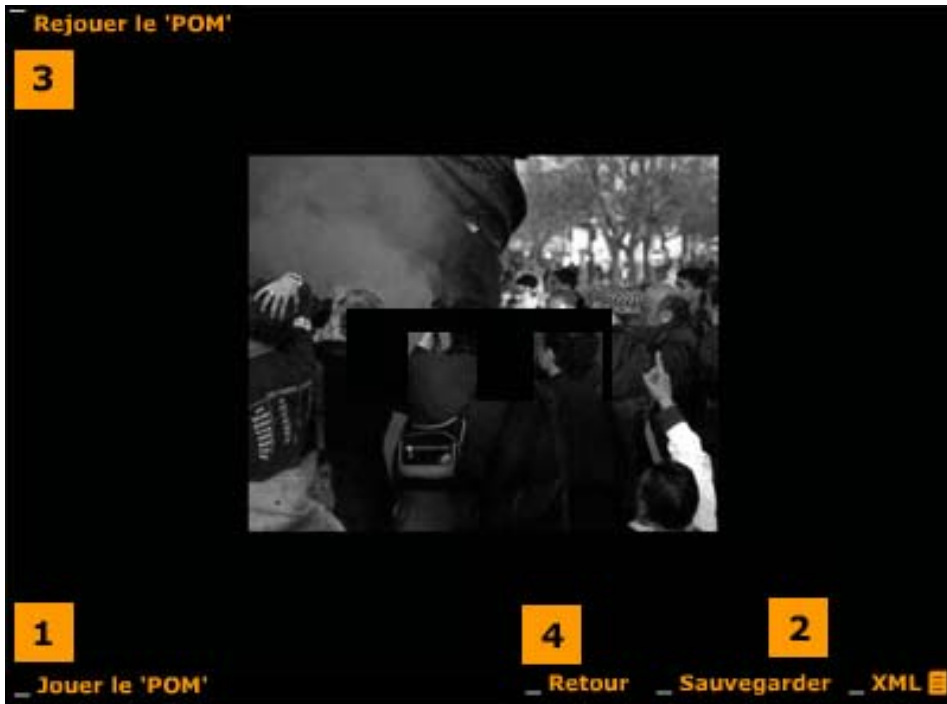 _ Rejouer le 'POM'
3
1
4
2
_ Jouer le 'POM'
_ Retour
_ Sauvegarder
_ XML